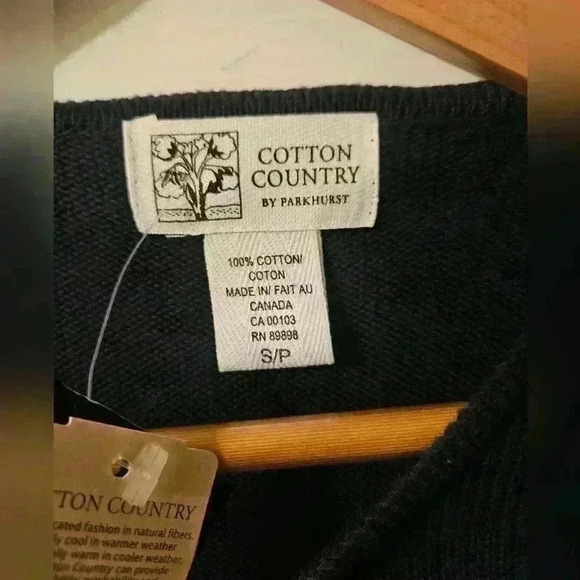 COTTON
COUNTRY
BY PARKHURST
100% COTTON/
COTON
MADE IN/ FAIT AU
CANADA
CA 00103
RN 89898
S/P
TTON COUNTRY
cated fashion in natural fibers.
cool in warmer weather
warm in cooler weather.
Country can provide